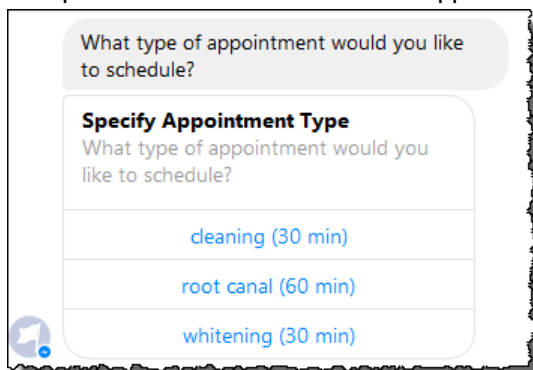 What type of appointment would you like
to schedule?
Specify Appointment Type
What type of appointment would you
like to schedule?
cleaning (30 min)
root canal (60 min)
whitening (30 min)